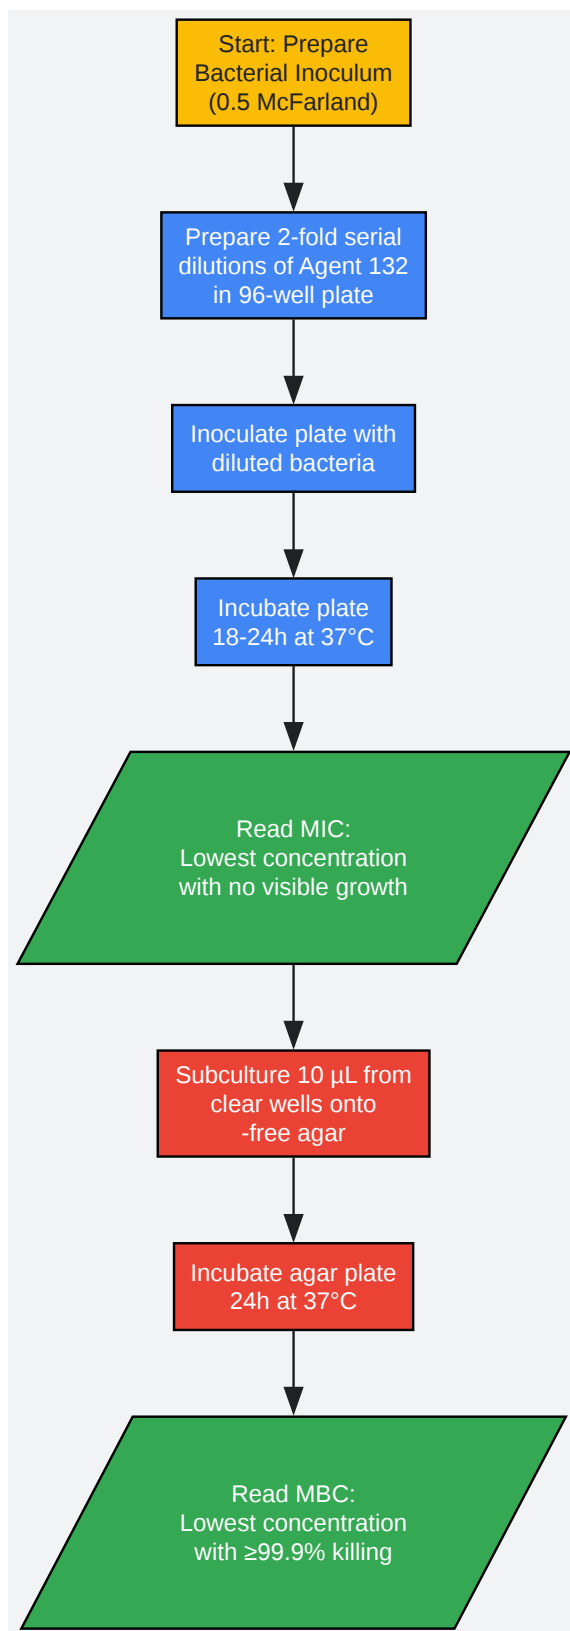 Start: Prepare
Bacterial Inoculum
(0.5 McFarland)
Prepare 2-fold serial
dilutions of Agent 132
in 96-well plate
Inoculate plate with
diluted bacteria
Incubate plate
18-24h at 37°C
Read MIC:
Lowest concentration
with no visible growth
Subculture 10 µL from
clear wells onto
-free agar
Incubate agar plate
24h at 37°C
Read MBC:
Lowest concentration
with ≥99.9% killing